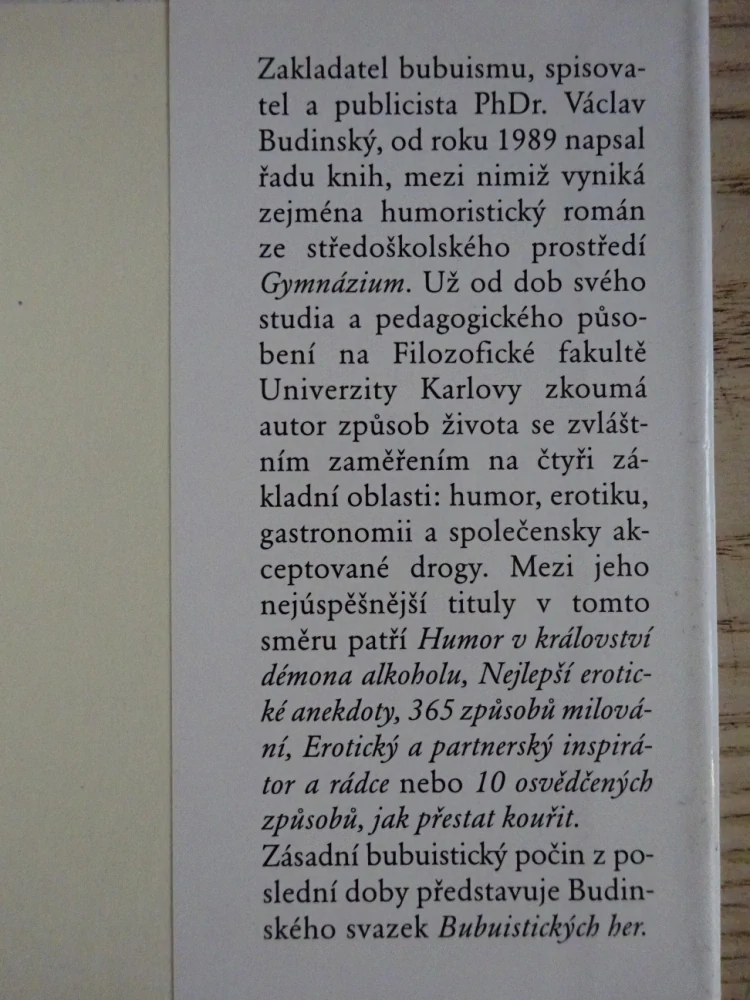 Zakladatel bubuismu, spisova-
tel a publicista PhDr. Václav
Budinský, od roku 1989 napsal
řadu knih, mezi nimiž vyniká
zejména humoristický román
ze středoškolského prostředí
Gymnázium. Už od dob svého
studia a pedagogického půso-
bení na Filozofické fakultě
Univerzity Karlovy zkoumá
autor způsob života se zvlášt-
ním zaměřením na čtyři zá-
kladní oblasti: humor, erotiku,
gastronomii a společensky ak-
ceptované drogy. Mezi jeho
nejúspěšnější tituly v tomto
směru patří Humor v království
démona alkoholu, Nejlepší erotic-
ké anekdoty, 365 způsobů milová-
ní, Erotický a partnerský inspirá-
tor a rádce nebo 10 osvědčených
způsobů, jak přestat kouřit.
Zásadní bubuistický počin z po-
slední doby představuje Budin-
ského svazek Bubuistických her.